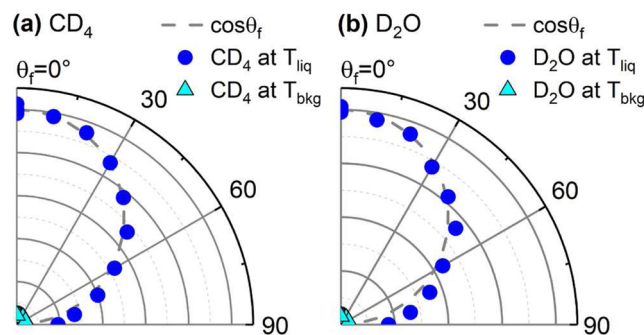 (a) CD₄
cosθf
CD₄ at Tliq
CD₄ at Tbkg
θf=0°
30
60
90
(b) D₂O
cosθf
D₂O at Tliq
D₂O at Tbkg
θf=0°
30
60
90